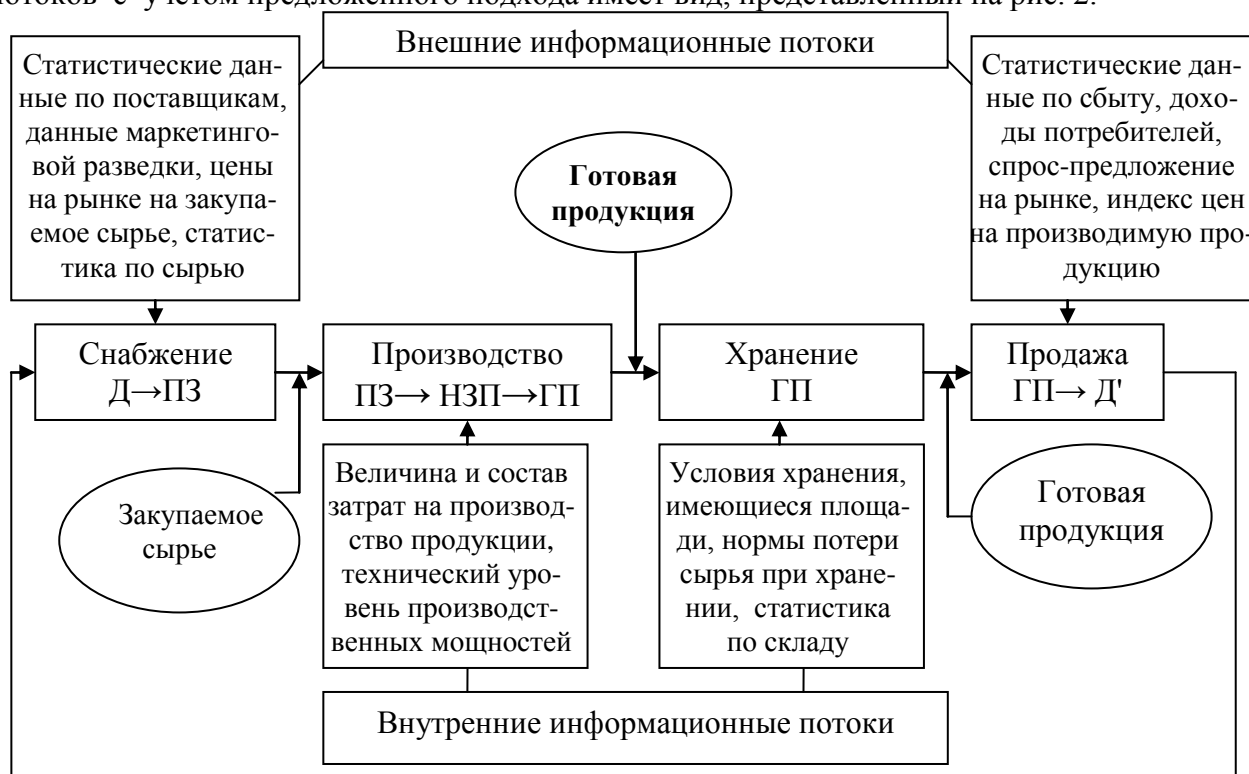 потоков с учетом предложенного подхода имеет вид, представленный на рис. 2.
Внешние информационные потоки
Статистические дан-
ные по поставщикам,
данные маркетинго-
вой разведки, цены
на рынке на закупа-
емое сырье, статис-
тика по сырью
Готовая
продукция
Статистические дан-
ные по сбыту, дохо-
ды потребителей,
спрос-предложение
на рынке, индекс цен
на производимую про-
дукцию
Снабжение
Д→ПЗ
Производство
ПЗ→ НЗП→ГП
Хранение
ГП
Продажа
ГП→ Д'
Закупаемое
сырье
Величина и состав
затрат на производ-
ство продукции,
технический уро-
вень производст-
венных мощностей
Условия хранения,
имеющиеся площа-
ди, нормы потери
сырья при хране-
нии, статистика
по складу
Готовая
продукция
Внутренние информационные потоки